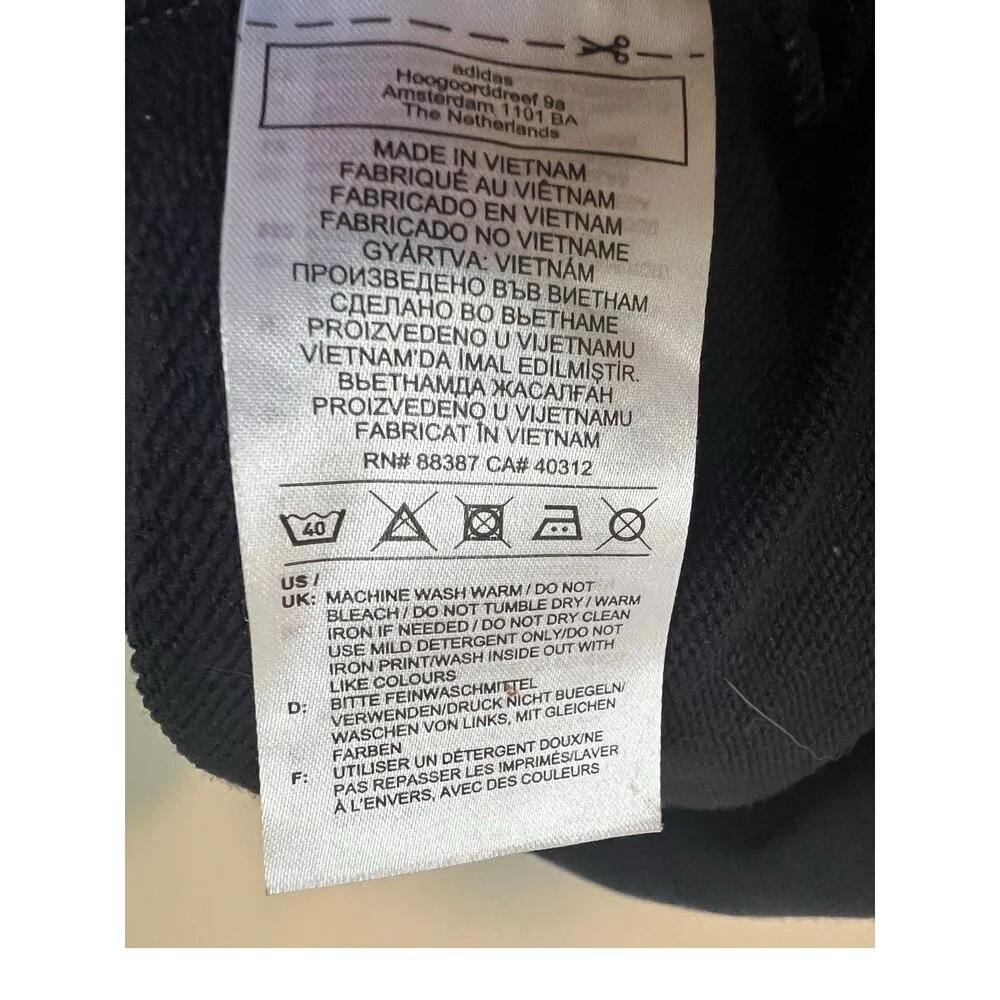 adidas
Hoogoorddreef 9a
Amsterdam 1101 BA
The Netherlands
MADE IN VIETNAM
FABRIQUÉ AU VIÊTNAM
FABRICADO EN VIETNAM
FABRICADO NO VIETNAME
GYÁRTVA: VIETNÁM
ПРОИЗВЕДЕНО ВЪВ ВИЕТНАМ
СДЕЛАНО ВО ВЬЕТНАМЕ
PROIZVEDENO U VIJETNAMU
VİETNAM'DA İMAL EDİLMİŞTİR.
ВЬЕТНАМДА ЖАСАЛҒАН
PROIZVEDENO U VIJETNAMU
FABRICAT ÎN VIETNAM
RN# 88387 CA# 40312
40
US /
UK: MACHINE WASH WARM / DO NOT
BLEACH / DO NOT TUMBLE DRY / WARM
IRON IF NEEDED / DO NOT DRY CLEAN
USE MILD DETERGENT ONLY/DO NOT
IRON PRINT/WASH INSIDE OUT WITH
LIKE COLOURS
D: BITTE FEINWASCHMITTEL
VERWENDEN/DRUCK NICHT BUEGELN/
WASCHEN VON LINKS, MIT GLEICHEN
FARBEN
F: UTILISER UN DÉTERGENT DOUX/NE
PAS REPASSER LES IMPRIMÉS/LAVER
À L'ENVERS, AVEC DES COULEURS